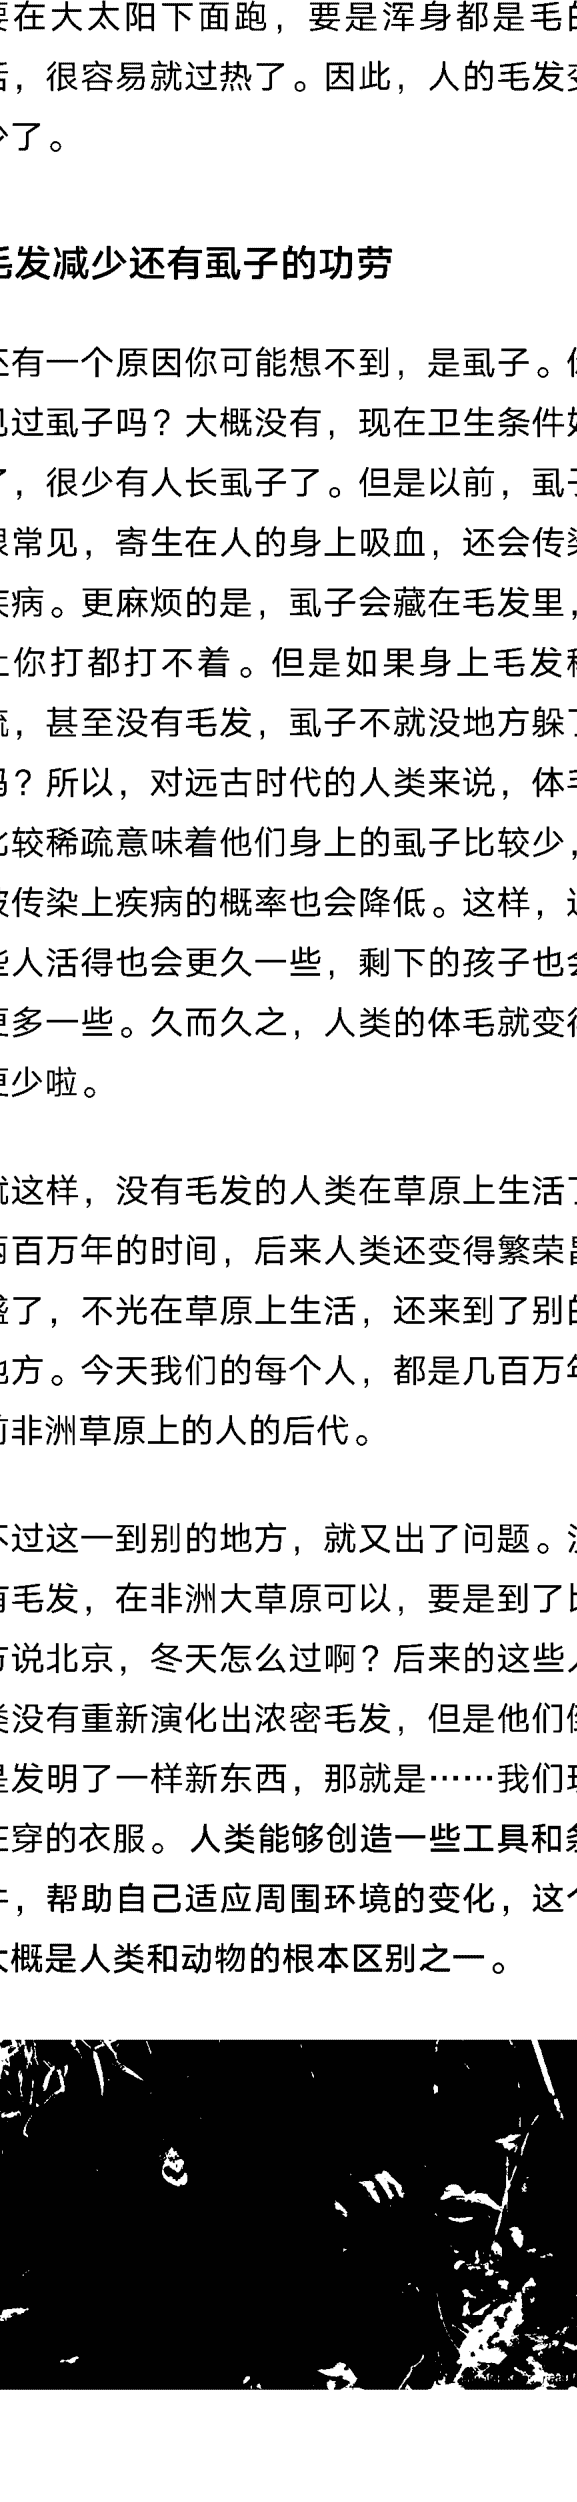 要在大太阳下面跑，要是浑身都是毛的
活，很容易就过热了。因此，人的毛发变
少了。
毛发减少还有虱子的功劳
还有一个原因你可能想不到，是虱子。你
见过虱子吗？大概没有，现在卫生条件好
了，很少有人长虱子了。但是以前，虱子
很常见，寄生在人的身上吸血，还会传染
疾病。更麻烦的是，虱子会藏在毛发里，
让你打都打不着。但是如果身上毛发稀
疏，甚至没有毛发，虱子不就没地方躲了
吗？所以，对远古时代的人类来说，体毛
比较稀疏意味着他们身上的虱子比较少，
被传染上疾病的概率也会降低。这样，这
些人活得也会更久一些，剩下的孩子也会
更多一些。久而久之，人类的体毛就变得
更少啦。
就这样，没有毛发的人类在草原上生活了
两百万年的时间，后来人类还变得繁荣昌
盛了，不光在草原上生活，还来到了别的
地方。今天我们的每个人，都是几百万年
前非洲草原上的人的后代。
不过这一到别的地方，就又出了问题。没
有毛发，在非洲大草原可以，要是到了比
方说北京，冬天怎么过啊？后来的这些人
类没有重新演化出浓密毛发，但是他们倒
是发明了一样新东西，那就是……我们现
在穿的衣服。人类能够创造一些工具和条
件，帮助自己适应周围环境的变化，这个
大概是人类和动物的根本区别之一。